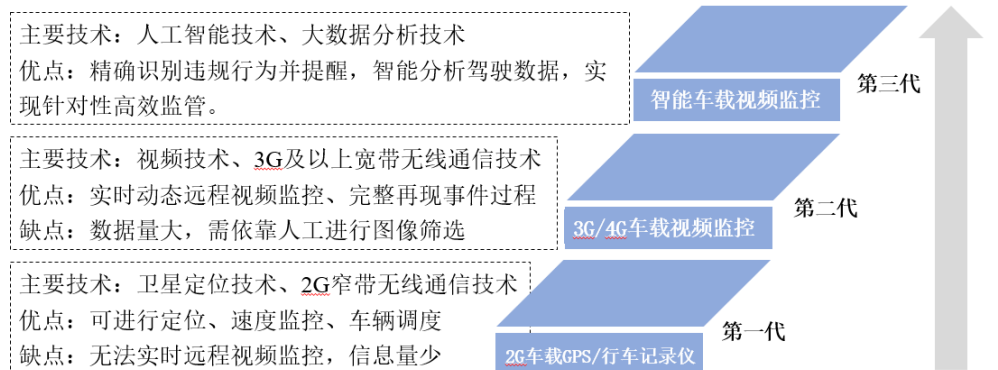 主要技术：人工智能技术、大数据分析技术
优点：精确识别违规行为并提醒，智能分析驾驶数据，实
现针对性高效监管。
智能车载视频监控
第三代
主要技术：视频技术、3G及以上宽带无线通信技术
优点：实时动态远程视频监控、完整再现事件过程
缺点：数据量大，需依靠人工进行图像筛选
3G/4G车载视频监控
第二代
主要技术：卫星定位技术、2G窄带无线通信技术
优点：可进行定位、速度监控、车辆调度
缺点：无法实时远程视频监控，信息量少
2G车载GPS/行车记录仪
第一代